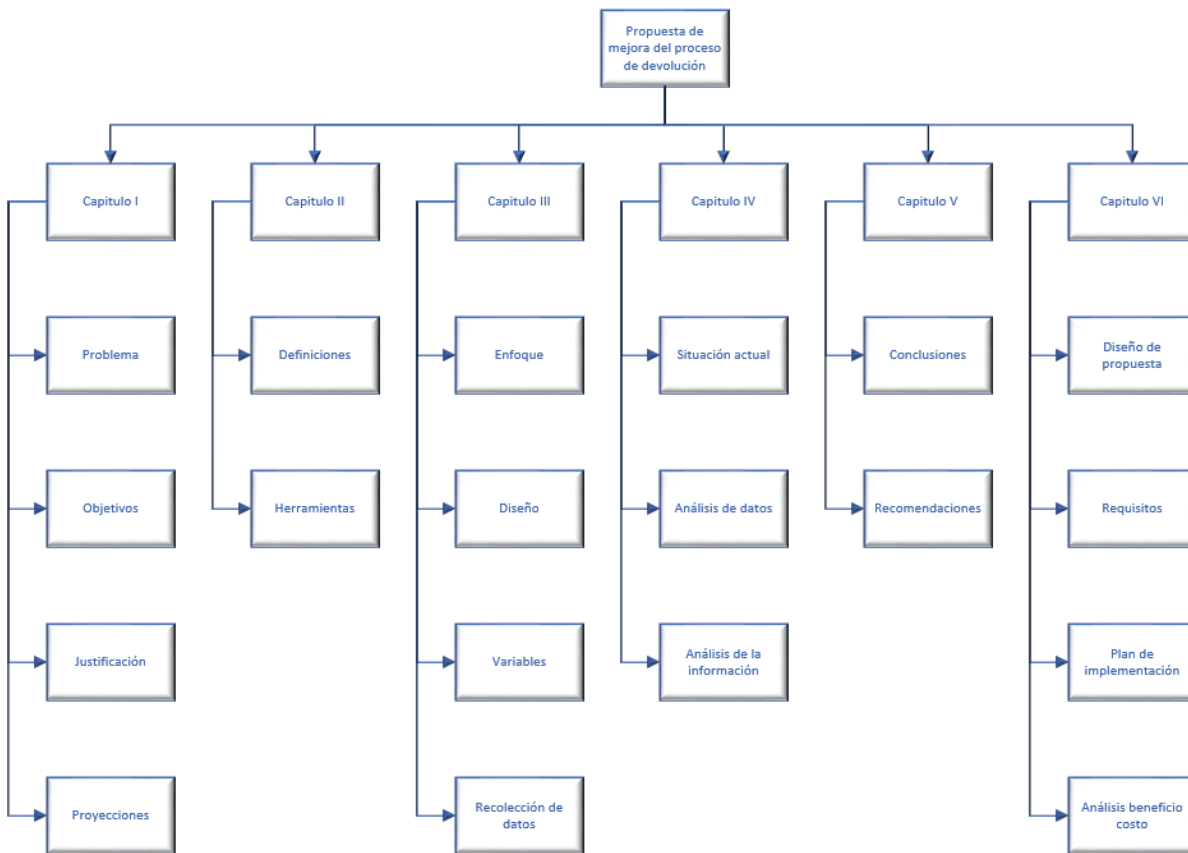 Propuesta de
mejora del proceso
de devolución
Capitulo I
Capitulo II
Capitulo III
Capitulo IV
Capitulo V
Capitulo VI
Problema
Definiciones
Enfoque
Situación actual
Conclusiones
Diseño de
propuesta
Objetivos
Herramientas
Diseño
Análisis de datos
Recomendaciones
Requisitos
Justificación
Variables
Análisis de la
información
Plan de
implementación
Proyecciones
Recolección de
datos
Análisis beneficio
costo